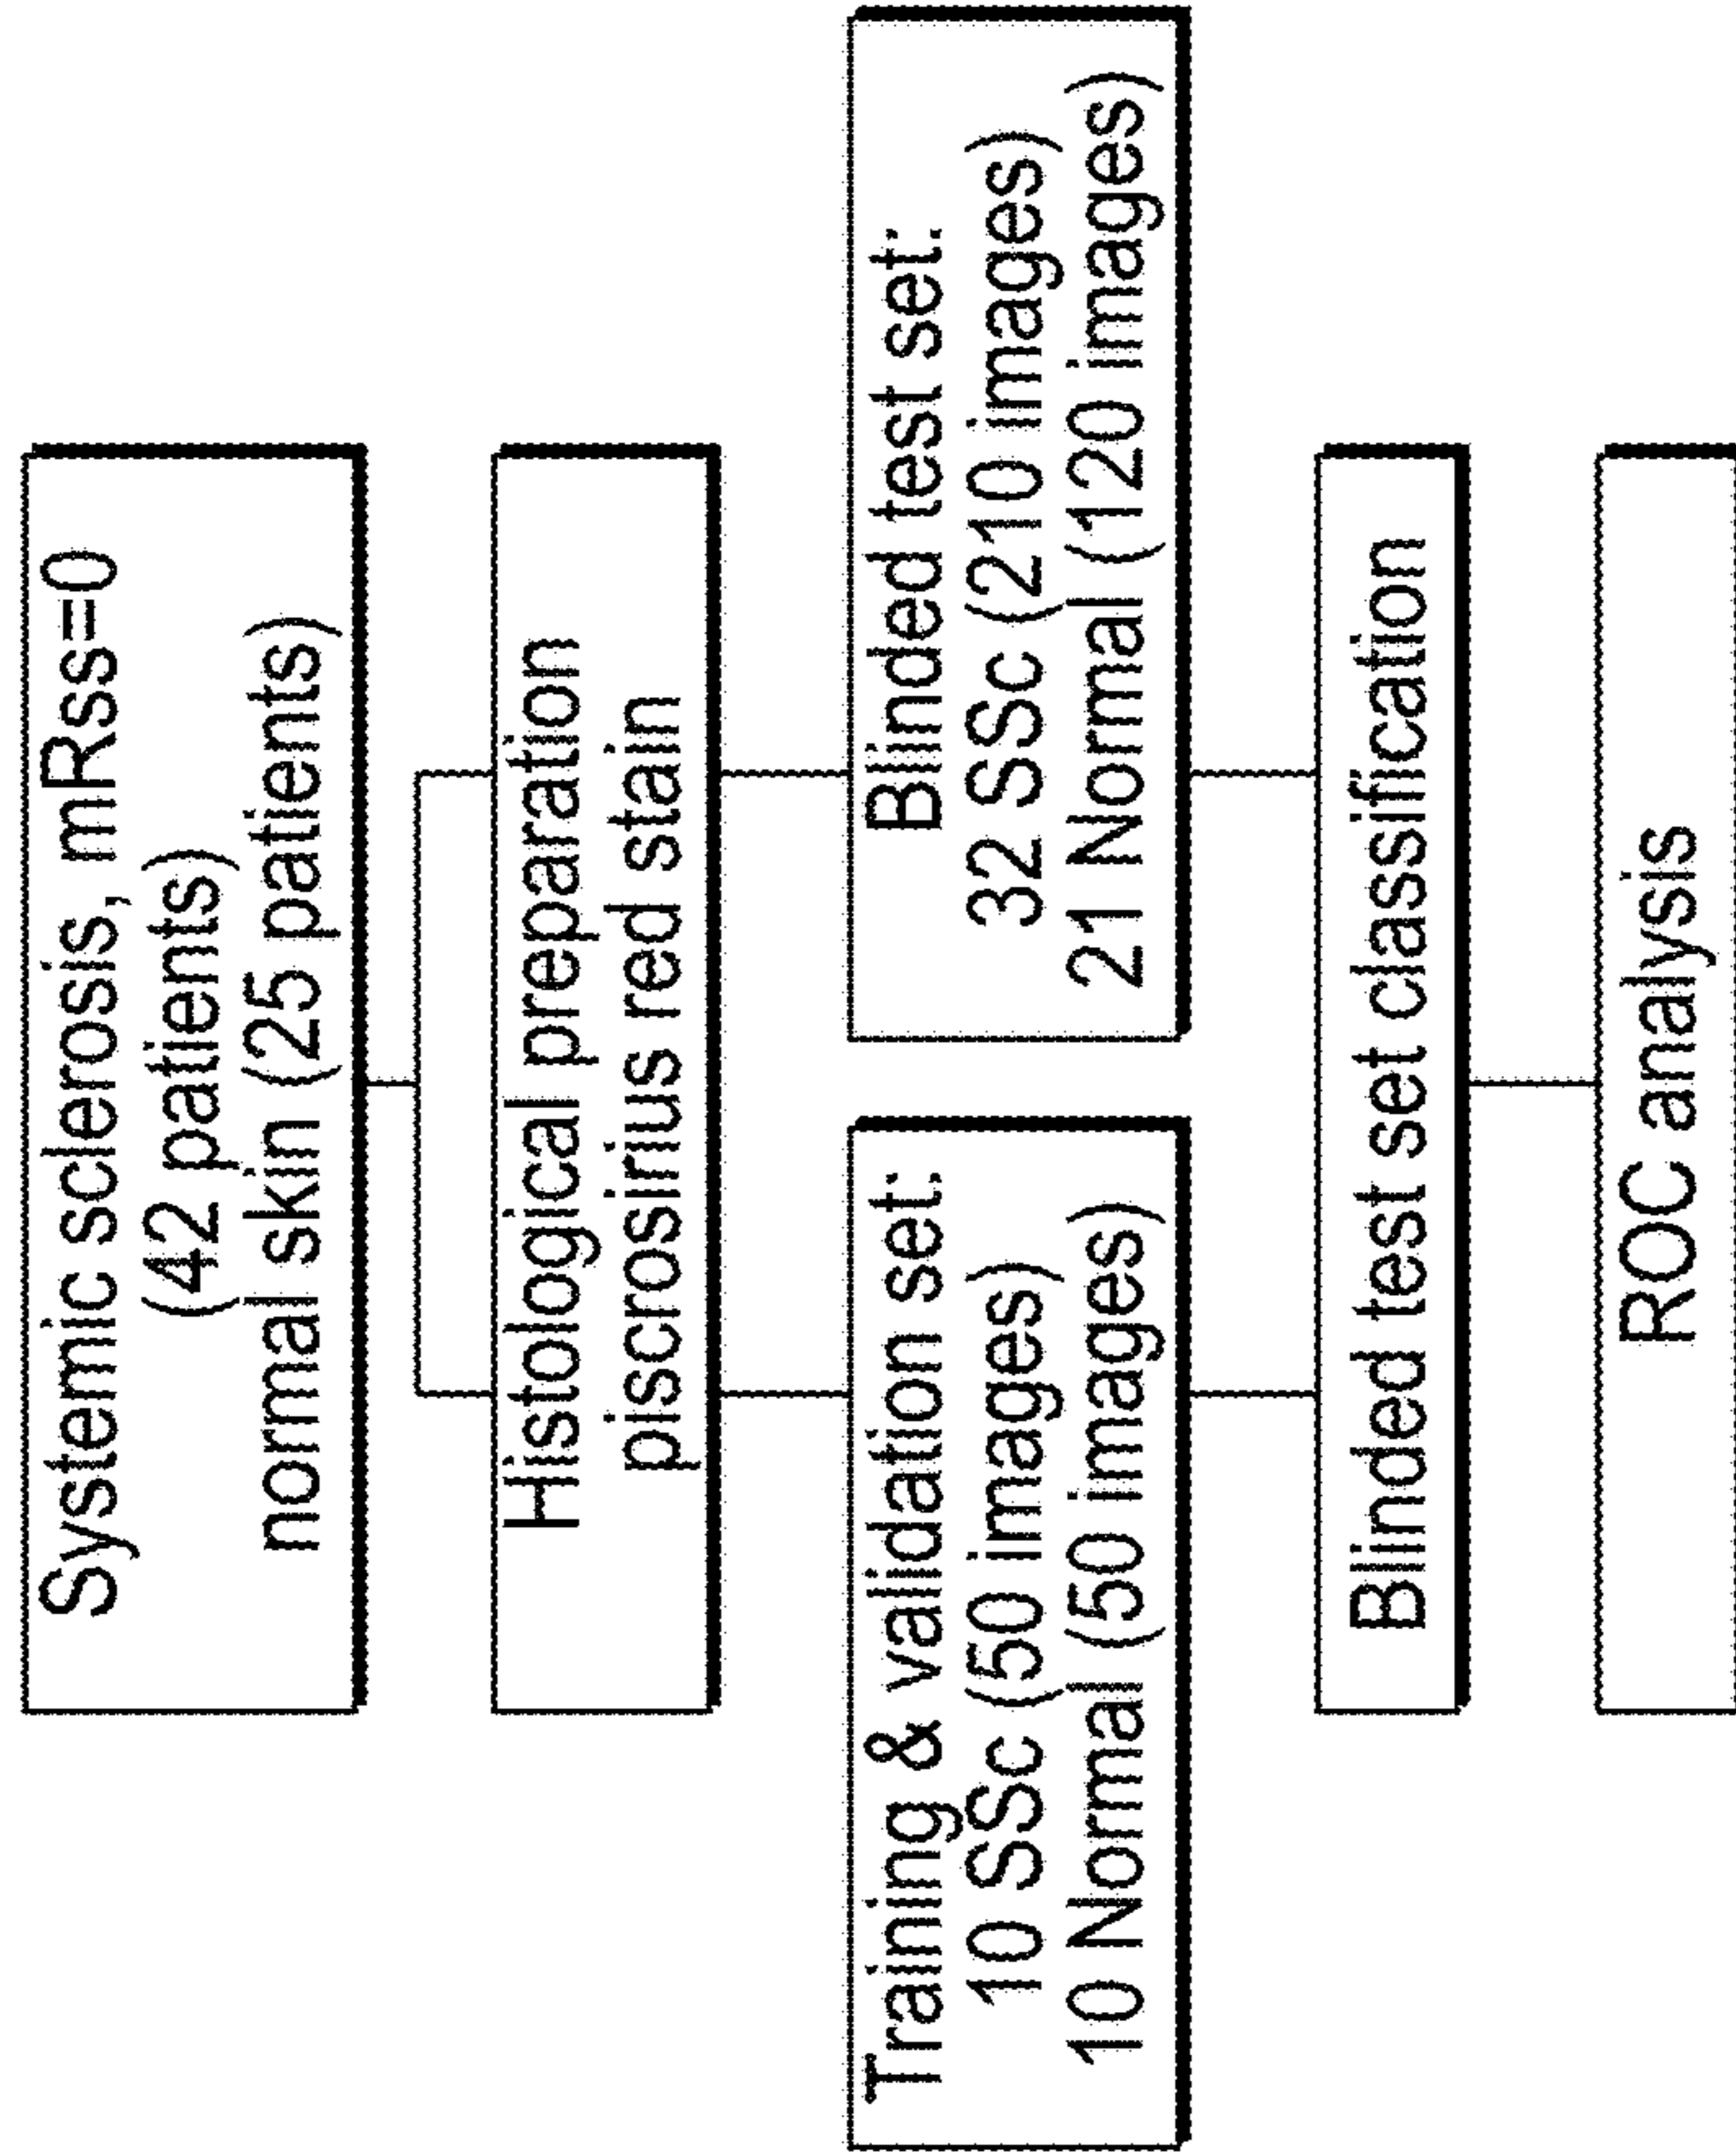 Systemic sclerosis, mRss=0
(42 patients)
normal skin (25 patients)
Histological preparation
piscrosirius red stain
Training & validation set:
10 SSc (50 images)
10 Normal (50 images)
Blinded test set:
32 SSc (210 images)
21 Normal (120 images)
Blinded test set classification
ROC analysis